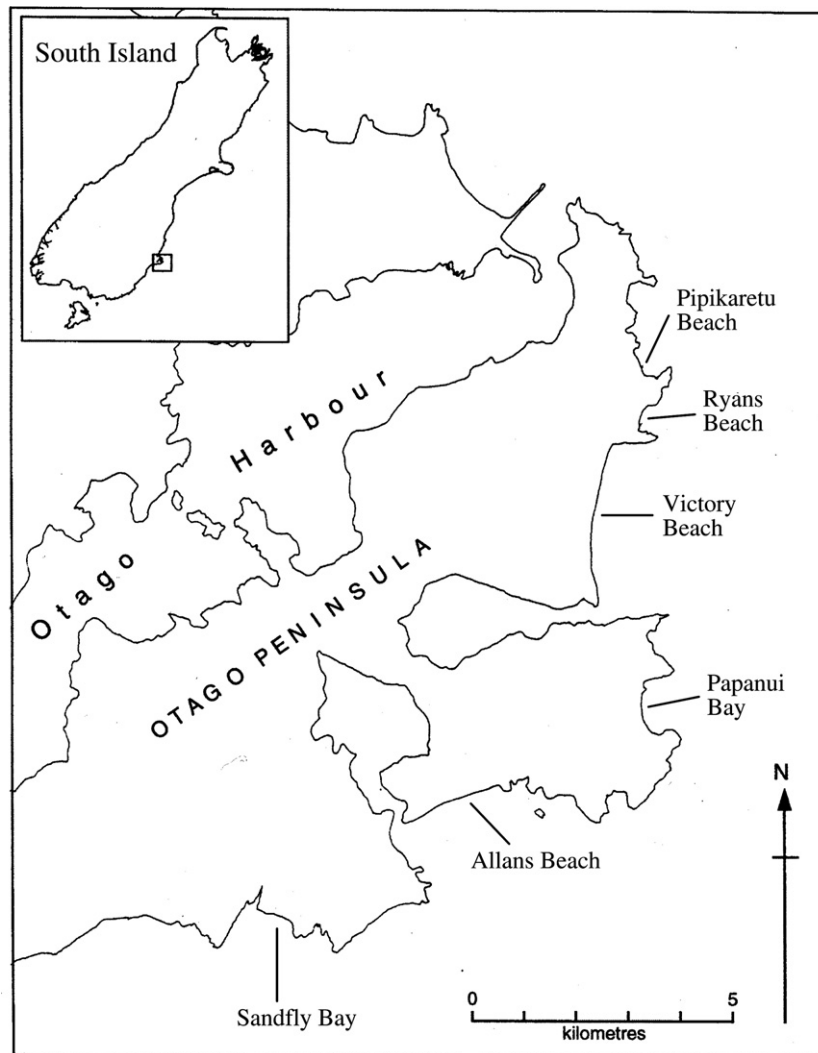 South Island
Pipikaretu
Beach
Ryans
Beach
Harbour
Victory
Beach
Otago
OTAGO PENINSULA
Papanui
Bay
N
Allans Beach
Sandfly Bay
0 5
kilometres